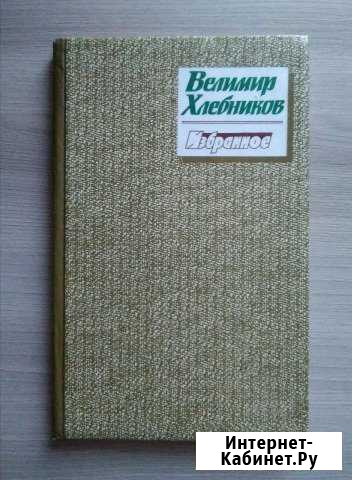 Велимир
Хлебников
Избранное
Интернет-
Кабинет.Ру